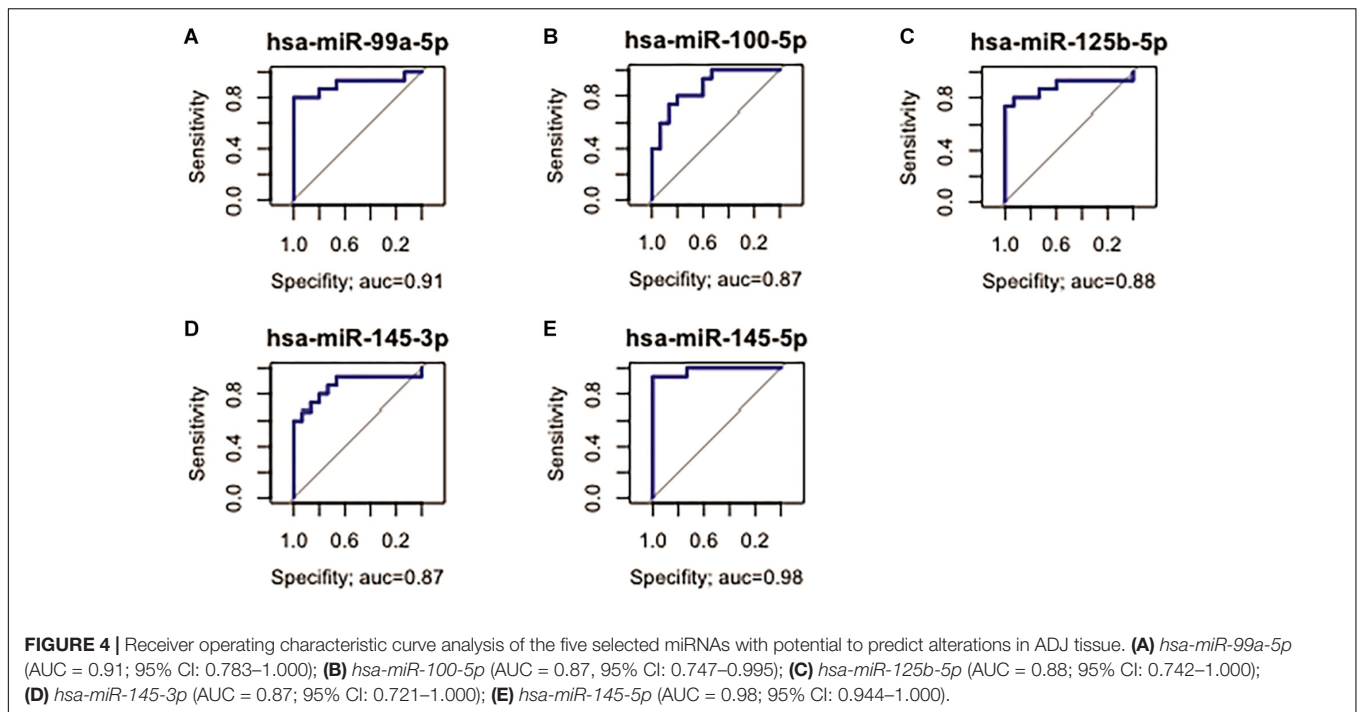 A
hsa-miR-99a-5p
Sensitivity
0.0 0.4 0.8
1.0 0.6 0.2
Specifity; auc=0.91
B
hsa-miR-100-5p
Sensitivity
0.0 0.4 0.8
1.0 0.6 0.2
Specifity; auc=0.87
C
hsa-miR-125b-5p
Sensitivity
0.0 0.4 0.8
1.0 0.6 0.2
Specifity; auc=0.88
D
hsa-miR-145-3p
Sensitivity
0.0 0.4 0.8
1.0 0.6 0.2
Specifity; auc=0.87
E
hsa-miR-145-5p
Sensitivity
0.0 0.4 0.8
1.0 0.6 0.2
Specifity; auc=0.98
FIGURE 4 | Receiver operating characteristic curve analysis of the five selected miRNAs with potential to predict alterations in ADJ tissue. (A) hsa-miR-99a-5p
(AUC = 0.91; 95% CI: 0.783–1.000); (B) hsa-miR-100-5p (AUC = 0.87, 95% CI: 0.747–0.995); (C) hsa-miR-125b-5p (AUC = 0.88; 95% CI: 0.742–1.000);
(D) hsa-miR-145-3p (AUC = 0.87; 95% CI: 0.721–1.000); (E) hsa-miR-145-5p (AUC = 0.98; 95% CI: 0.944–1.000).